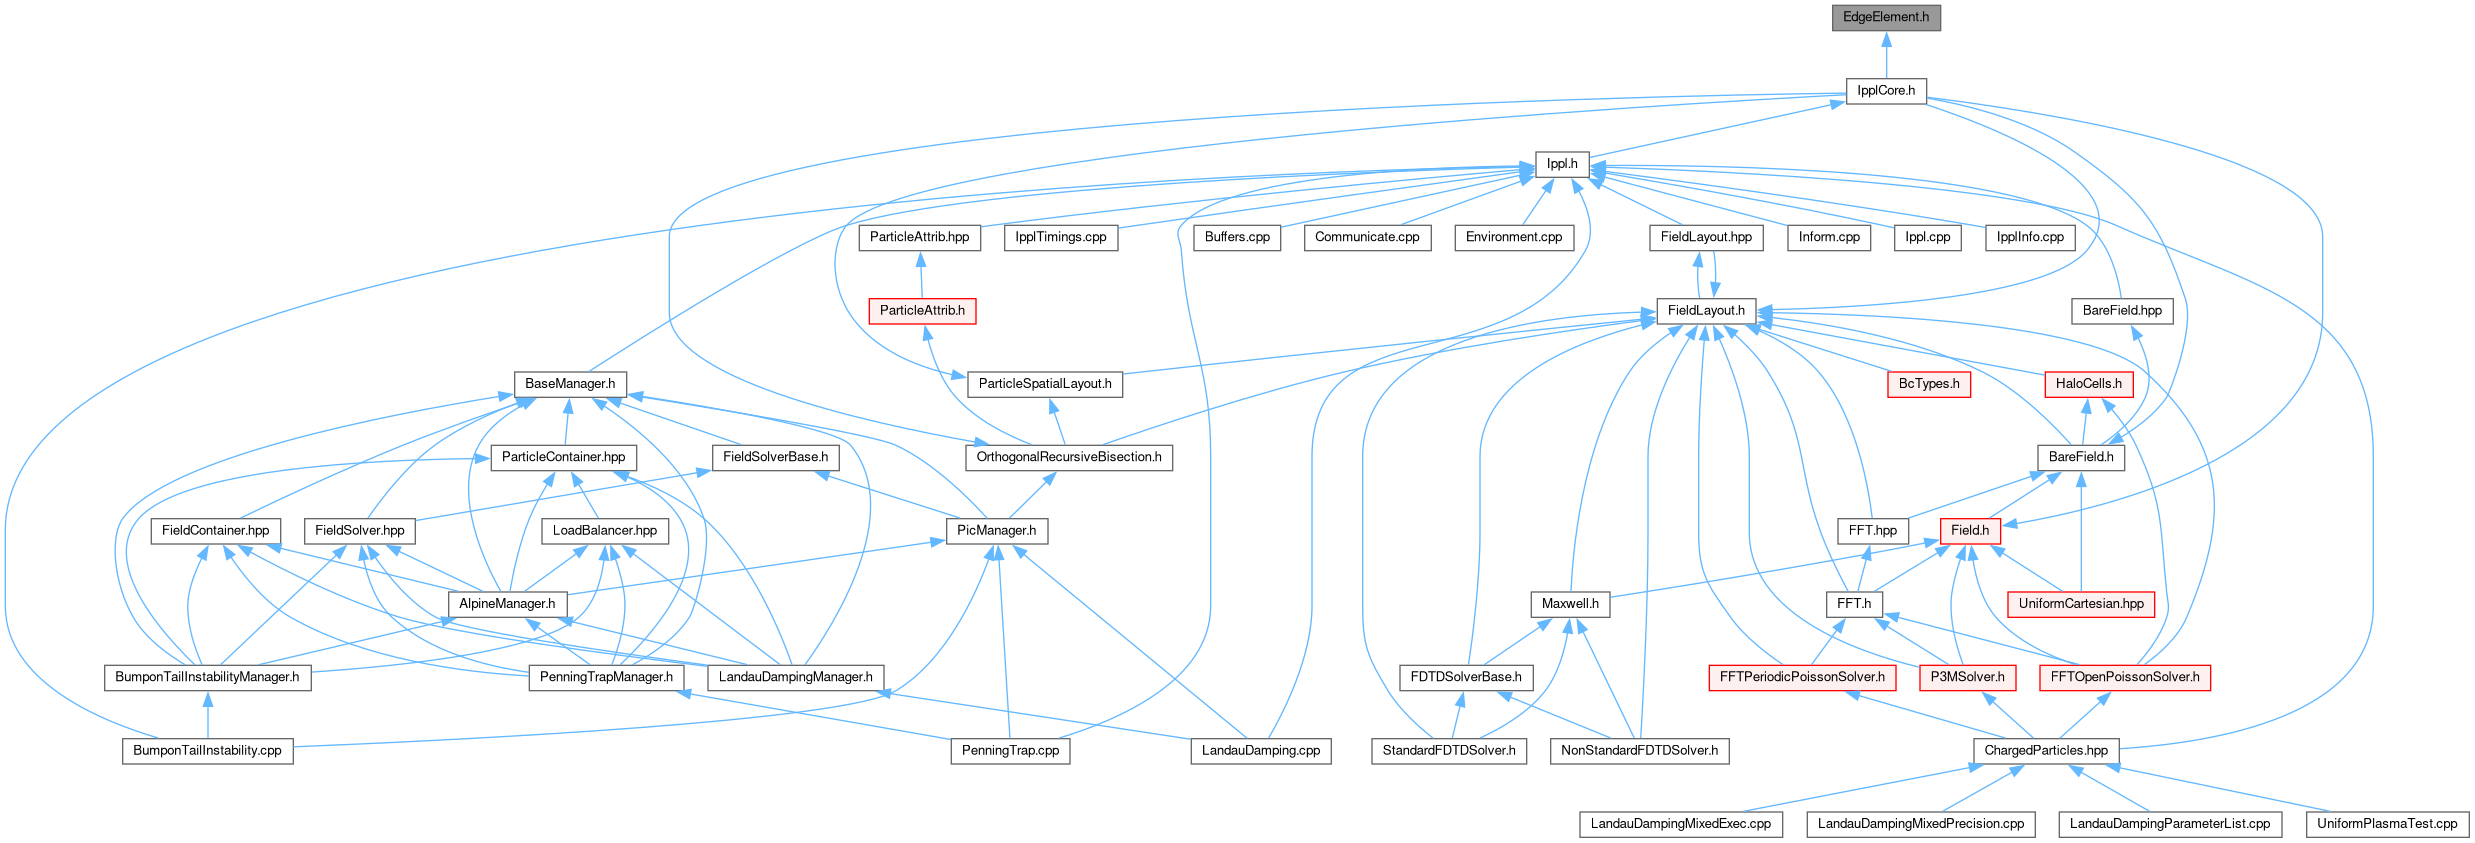 EdgeElement.h
IpplCore.h
Ippl.h
ParticleAttrib.hpp
IpplTimings.cpp
Buffers.cpp
Communicate.cpp
Environment.cpp
FieldLayout.hpp
Inform.cpp
Ippl.cpp
IpplInfo.cpp
ParticleAttrib.h
FieldLayout.h
BareField.hpp
BaseManager.h
ParticleSpatialLayout.h
BcTypes.h
HaloCells.h
ParticleContainer.hpp
FieldSolverBase.h
OrthogonalRecursiveBisection.h
BareField.h
FieldContainer.hpp
FieldSolver.hpp
LoadBalancer.hpp
PicManager.h
FFT.hpp
Field.h
AlpineManager.h
Maxwell.h
FFT.h
UniformCartesian.hpp
BumponTailInstabilityManager.h
PenningTrapManager.h
LandauDampingManager.h
FDTDSolverBase.h
FFTPeriodicPoissonSolver.h
P3MSolver.h
FFTOpenPoissonSolver.h
BumponTailInstability.cpp
PenningTrap.cpp
LandauDamping.cpp
StandardFDTDSolver.h
NonStandardFDTDSolver.h
ChargedParticles.hpp
LandauDampingMixedExec.cpp
LandauDampingMixedPrecision.cpp
LandauDampingParameterList.cpp
UniformPlasmaTest.cpp